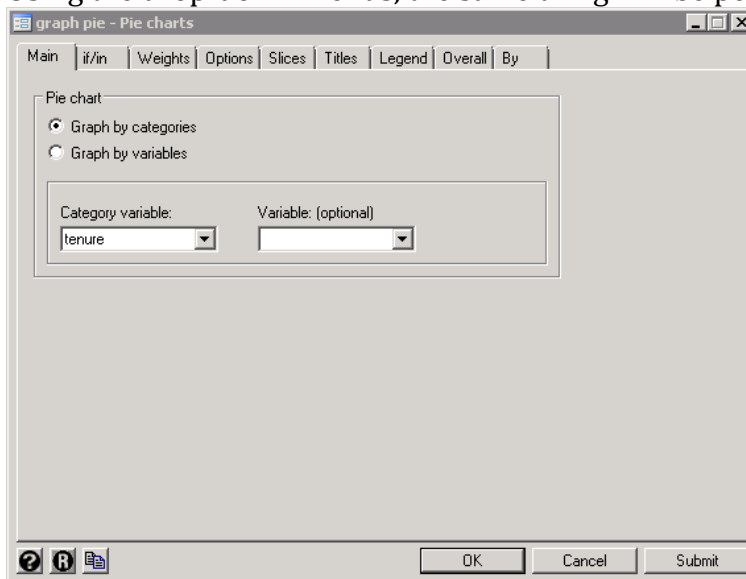 graph pie - Pie charts
Main if/in Weights Options Slices Titles Legend Overall By
Pie chart
Graph by categories
Graph by variables
Category variable: Variable: (optional)
tenure
OK Cancel Submit